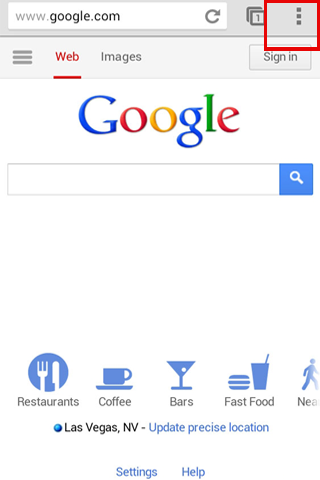 www.google.com 1
Web Images Sign in
Google
Restaurants Coffee Bars Fast Food Nea
Las Vegas, NV - Update precise location
Settings Help